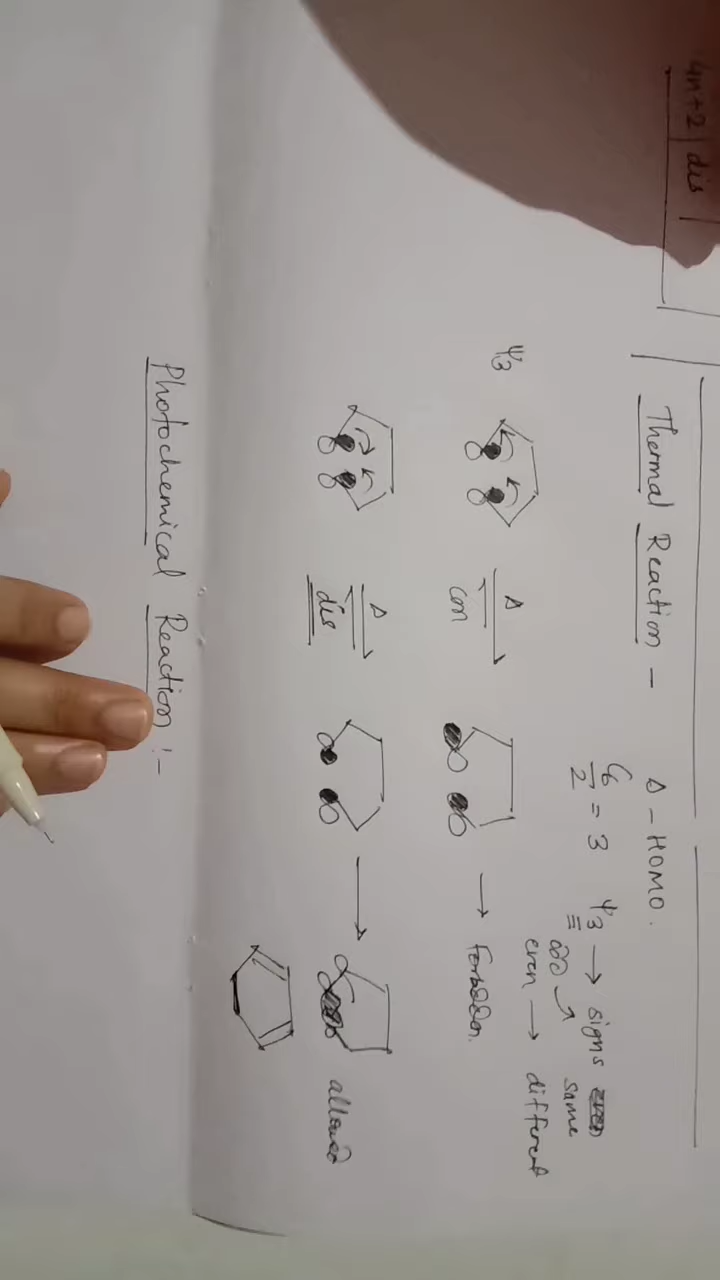 4n+2 | dis |
Thermal Reaction - Δ - HOMO.
6/2 = 3 ψ3 → signs same
odd
even → different
ψ3
Δ
con
→ Forbidden.
Δ
dis
→ allowed
Photochemical Reaction :-